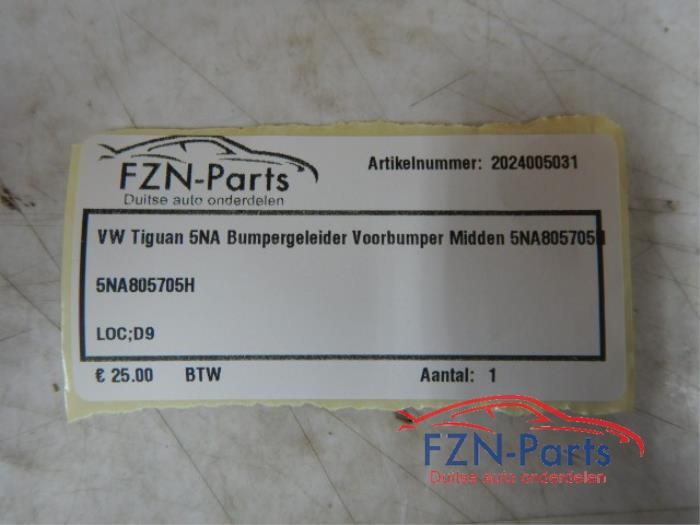 FZN-Parts
Duitse auto onderdelen
Artikelnummer: 2024005031
VW Tiguan 5NA Bumpergeleider Voorbumper Midden 5NA805705H
5NA805705H
LOC;D9
€ 25.00 BTW Aantal: 1
FZN-Parts
Duitse auto onderdelen